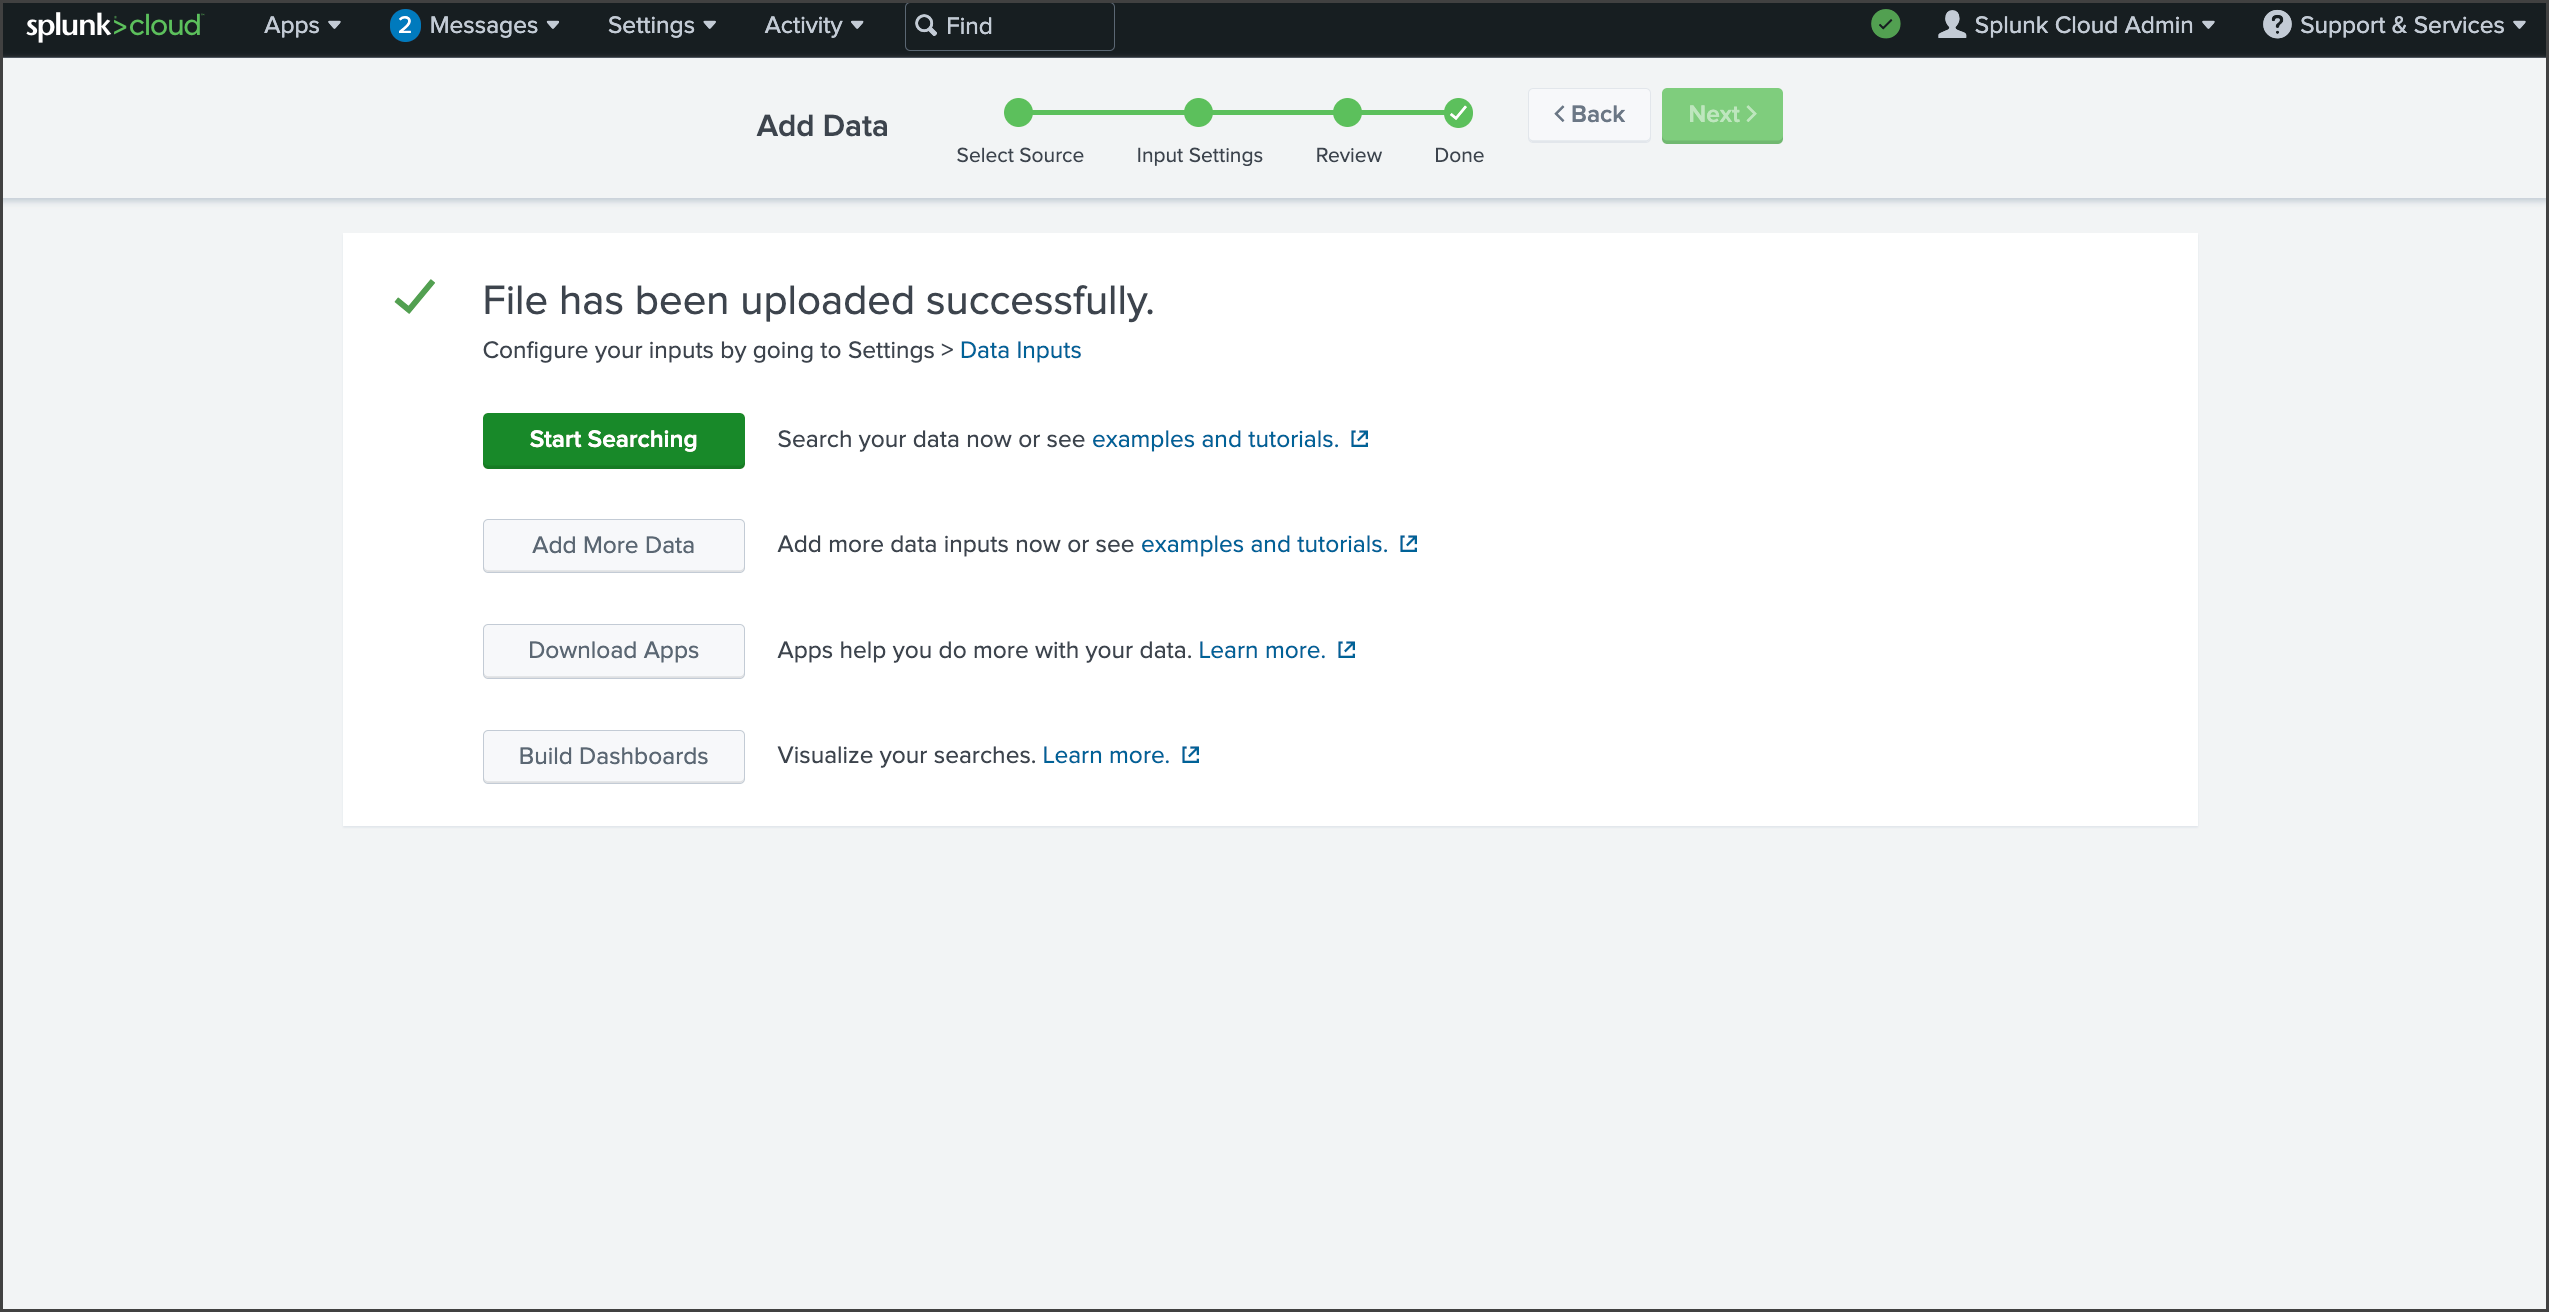 splunk>cloud Apps 2 Messages Settings Activity Find Splunk Cloud Admin ? Support & Services
Add Data
Select Source Input Settings Review Done
< Back Next >
File has been uploaded successfully.
Configure your inputs by going to Settings > Data Inputs
Start Searching Search your data now or see examples and tutorials.
Add More Data Add more data inputs now or see examples and tutorials.
Download Apps Apps help you do more with your data. Learn more.
Build Dashboards Visualize your searches. Learn more.